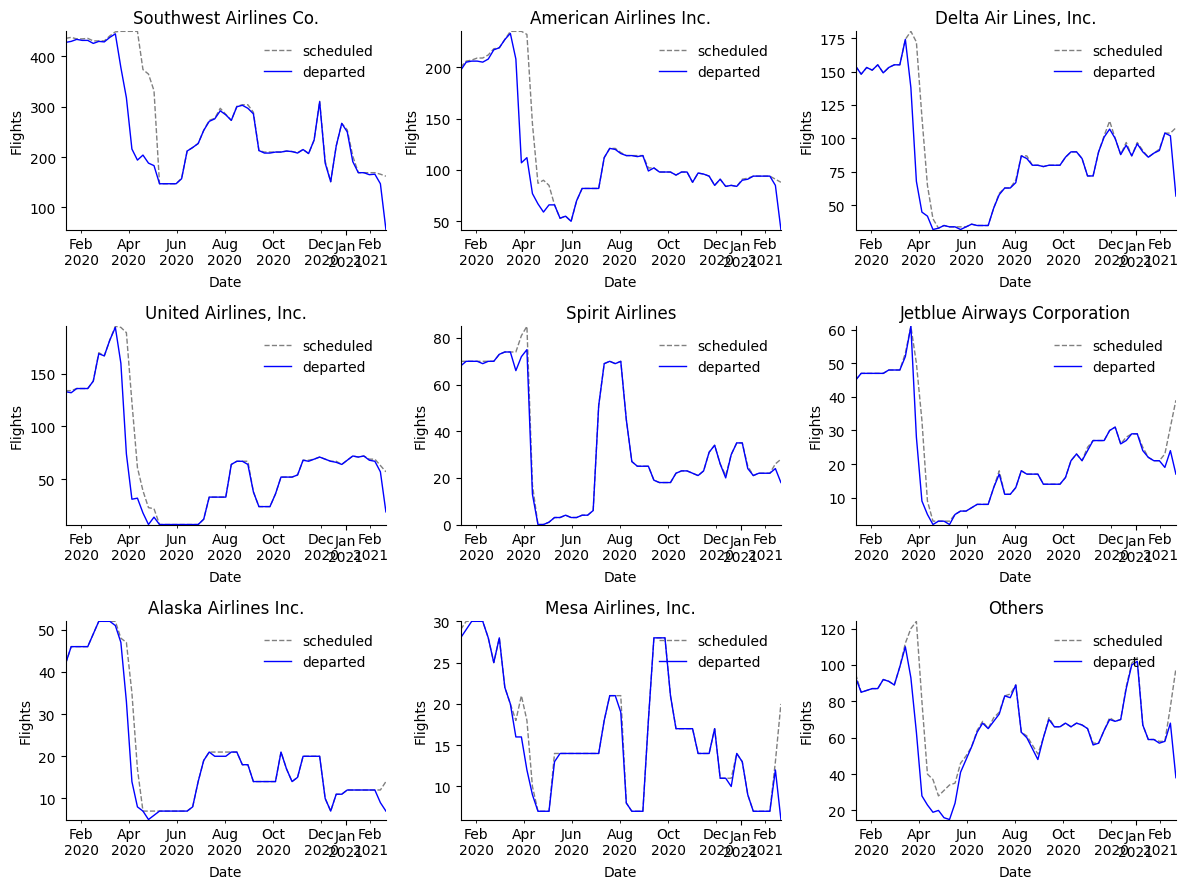 Southwest Airlines Co.
400
300
200
100
Flights
scheduled
departed
Feb Apr Jun Aug Oct Dec Jan Feb
2020 2020 2020 2020 2020 2020 2021 2021
Date
American Airlines Inc.
200
150
100
50
Flights
scheduled
departed
Feb Apr Jun Aug Oct Dec Jan Feb
2020 2020 2020 2020 2020 2020 2021 2021
Date
Delta Air Lines, Inc.
175
150
125
100
75
50
Flights
scheduled
departed
Feb Apr Jun Aug Oct Dec Jan Feb
2020 2020 2020 2020 2020 2020 2021 2021
Date
United Airlines, Inc.
150
100
50
Flights
scheduled
departed
Feb Apr Jun Aug Oct Dec Jan Feb
2020 2020 2020 2020 2020 2020 2021 2021
Date
Spirit Airlines
80
60
40
20
0
Flights
scheduled
departed
Feb Apr Jun Aug Oct Dec Jan Feb
2020 2020 2020 2020 2020 2020 2021 2021
Date
Jetblue Airways Corporation
60
50
40
30
20
10
Flights
scheduled
departed
Feb Apr Jun Aug Oct Dec Jan Feb
2020 2020 2020 2020 2020 2020 2021 2021
Date
Alaska Airlines Inc.
50
40
30
20
10
Flights
scheduled
departed
Feb Apr Jun Aug Oct Dec Jan Feb
2020 2020 2020 2020 2020 2020 2021 2021
Date
Mesa Airlines, Inc.
30
25
20
15
10
Flights
scheduled
departed
Feb Apr Jun Aug Oct Dec Jan Feb
2020 2020 2020 2020 2020 2020 2021 2021
Date
Others
120
100
80
60
40
20
Flights
scheduled
departed
Feb Apr Jun Aug Oct Dec Jan Feb
2020 2020 2020 2020 2020 2020 2021 2021
Date